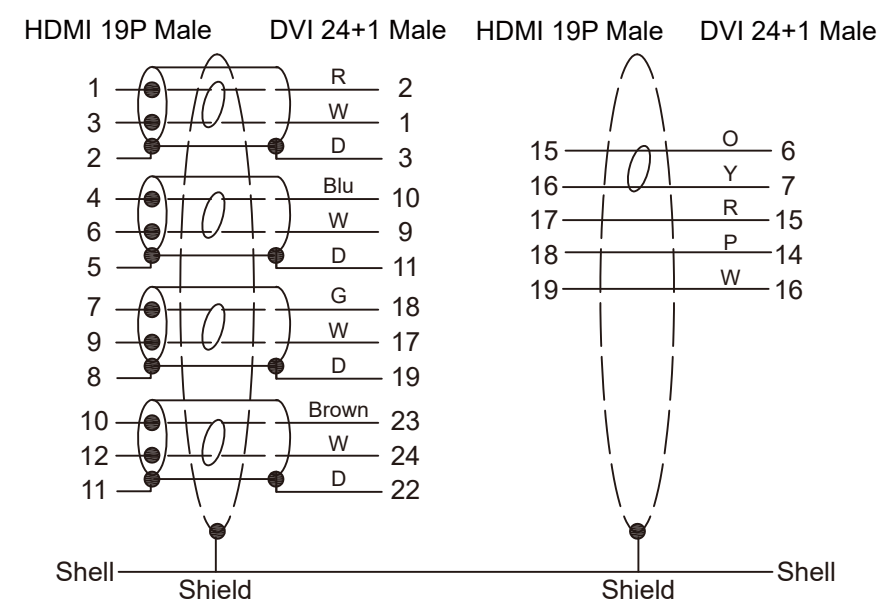 HDMI 19P Male DVI 24+1 Male HDMI 19P Male DVI 24+1 Male
1 R 2
3 W 1
2 D 3
4 Blu 10
6 W 9
5 D 11
7 G 18
9 W 17
8 D 19
10 Brown 23
12 W 24
11 D 22
15 O 6
16 Y 7
17 R 15
18 P 14
19 W 16
Shell Shield Shield Shell